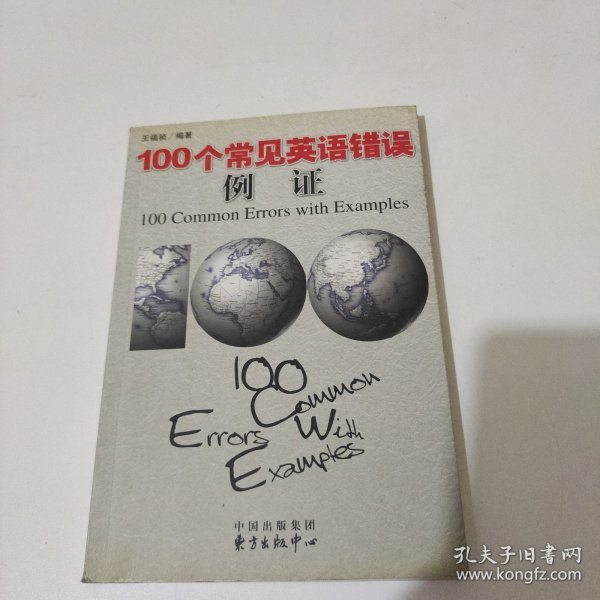 王福祯／编著
100个常见英语错误
例 证
100 Common Errors with Examples
100
Common
Errors With
Examples
中国出版集团
东方出版中心
孔夫子旧书网
www.kongfz.com